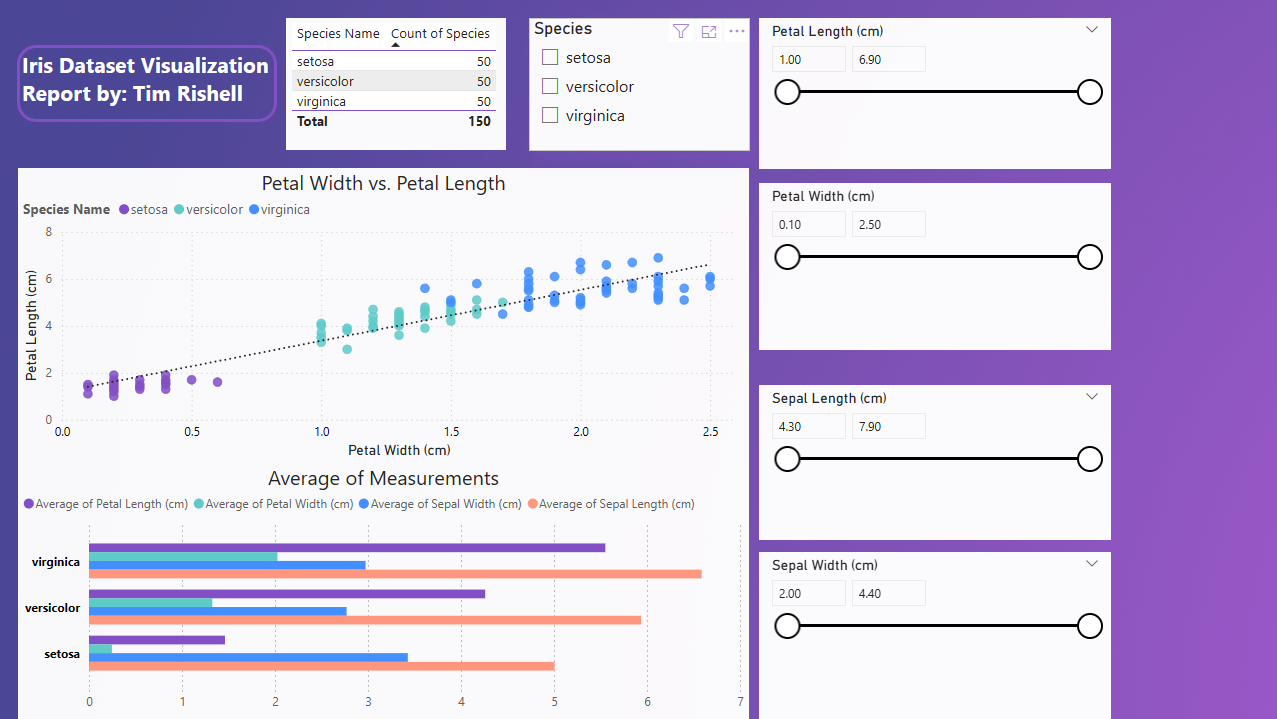 Iris Dataset Visualization
Report by: Tim Rishell
Species Name Count of Species
setosa 50
versicolor 50
virginica 50
Total 150
Species
setosa
versicolor
virginica
Petal Length (cm)
1.00 6.90
Petal Width (cm)
0.10 2.50
Sepal Length (cm)
4.30 7.90
Sepal Width (cm)
2.00 4.40
Petal Width vs. Petal Length
Species Name setosa versicolor virginica
8
6
4
2
0
Petal Length (cm)
0.0 0.5 1.0 1.5 2.0 2.5
Petal Width (cm)
Average of Measurements
Average of Petal Length (cm) Average of Petal Width (cm) Average of Sepal Width (cm) Average of Sepal Length (cm)
virginica
versicolor
setosa
0 1 2 3 4 5 6 7